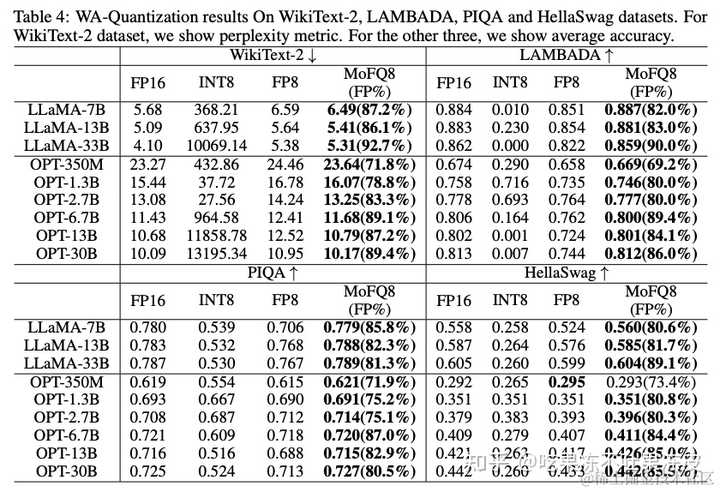 Table 4: WA-Quantization results On WikiText-2, LAMBADA, PIQA and HellaSwag datasets. For
WikiText-2 dataset, we show perplexity metric. For the other three, we show average accuracy.
WikiText-2 ↓ LAMBADA ↑
FP16 INT8 FP8 MoFQ8 (FP%) FP16 INT8 FP8 MoFQ8 (FP%)
LLaMA-7B 5.68 368.21 6.59 6.49(87.2%) 0.884 0.010 0.851 0.887(82.0%)
LLaMA-13B 5.09 637.95 5.64 5.41(86.1%) 0.883 0.230 0.854 0.881(83.0%)
LLaMA-33B 4.10 10069.14 5.38 5.31(92.7%) 0.862 0.000 0.822 0.859(90.0%)
OPT-350M 23.27 432.86 24.46 23.64(71.8%) 0.674 0.290 0.658 0.669(69.2%)
OPT-1.3B 15.44 37.72 16.78 16.07(78.8%) 0.758 0.716 0.735 0.746(80.0%)
OPT-2.7B 13.08 27.56 14.24 13.25(83.3%) 0.778 0.693 0.764 0.777(80.0%)
OPT-6.7B 11.43 964.58 12.41 11.68(89.1%) 0.806 0.164 0.762 0.800(89.4%)
OPT-13B 10.68 11858.78 12.52 10.79(87.2%) 0.802 0.001 0.724 0.801(84.1%)
OPT-30B 10.09 13195.34 10.95 10.17(89.4%) 0.813 0.007 0.744 0.812(86.0%)
PIQA ↑ HellaSwag ↑
FP16 INT8 FP8 MoFQ8 (FP%) FP16 INT8 FP8 MoFQ8 (FP%)
LLaMA-7B 0.780 0.539 0.706 0.779(85.8%) 0.558 0.258 0.524 0.560(80.6%)
LLaMA-13B 0.783 0.532 0.768 0.788(82.3%) 0.587 0.264 0.576 0.585(81.7%)
LLaMA-33B 0.787 0.530 0.767 0.789(81.3%) 0.605 0.260 0.599 0.604(89.1%)
OPT-350M 0.619 0.554 0.615 0.621(71.9%) 0.292 0.265 0.295 0.293(73.4%)
OPT-1.3B 0.693 0.667 0.690 0.691(75.2%) 0.351 0.351 0.351 0.351(80.8%)
OPT-2.7B 0.708 0.687 0.712 0.714(75.1%) 0.379 0.383 0.393 0.396(80.3%)
OPT-6.7B 0.721 0.609 0.718 0.720(87.0%) 0.409 0.279 0.407 0.411(84.4%)
OPT-13B 0.716 0.516 0.688 0.715(82.9%) 0.421 0.263 0.417 0.426(85.9%)
OPT-30B 0.725 0.524 0.713 0.727(80.5%) 0.442 0.260 0.433 0.442(85.5%)